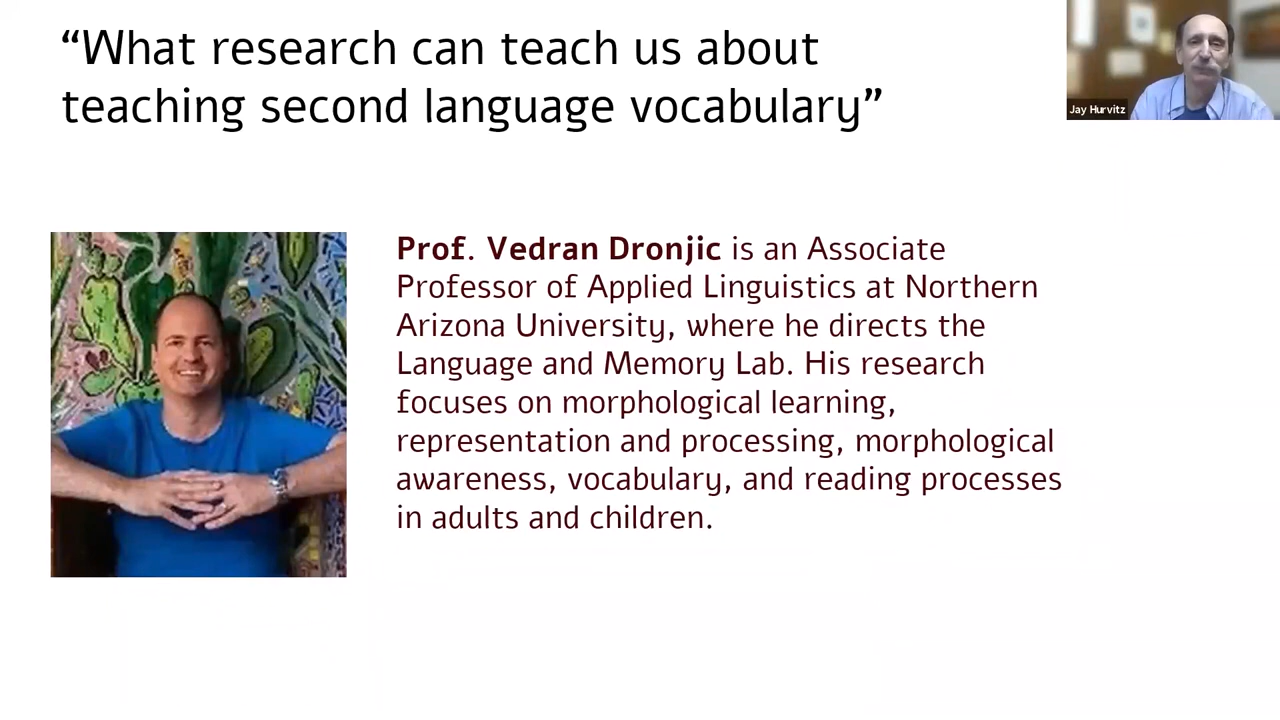 “What research can teach us about
teaching second language vocabulary”
Jay Hurvitz
Prof. Vedran Dronjic is an Associate
Professor of Applied Linguistics at Northern
Arizona University, where he directs the
Language and Memory Lab. His research
focuses on morphological learning,
representation and processing, morphological
awareness, vocabulary, and reading processes
in adults and children.